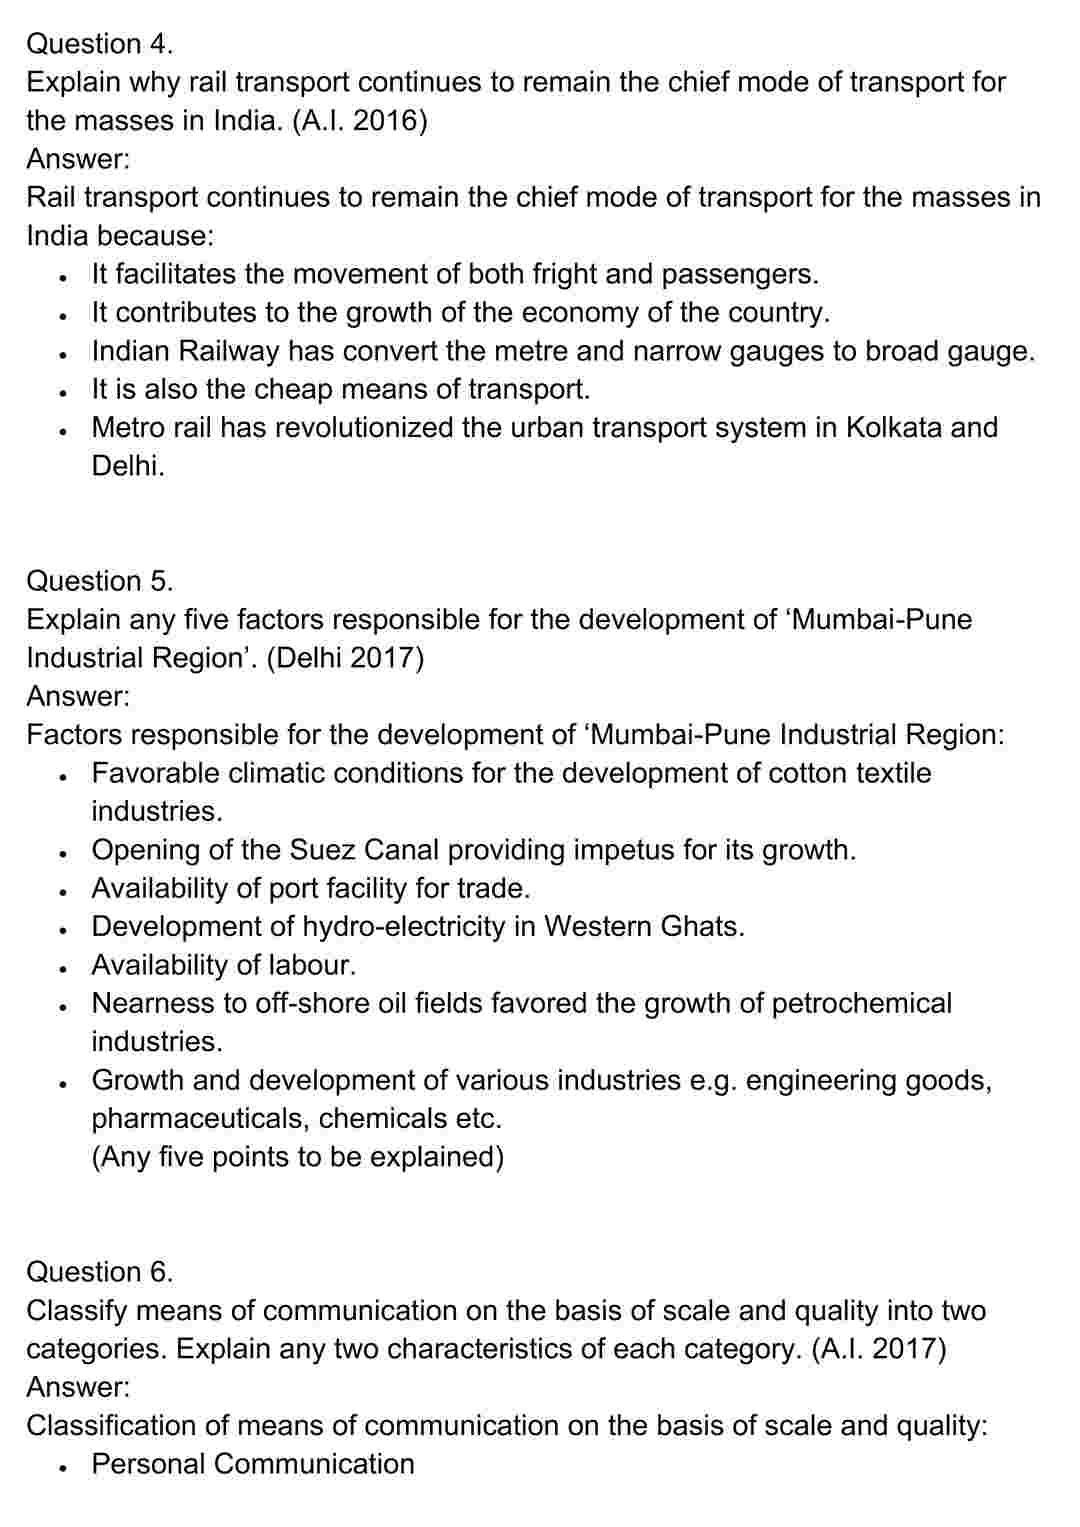 Question 4.
Explain why rail transport continues to remain the chief mode of transport for
the masses in India. (A.I. 2016)
Answer:
Rail transport continues to remain the chief mode of transport for the masses in
India because:
• It facilitates the movement of both fright and passengers.
• It contributes to the growth of the economy of the country.
• Indian Railway has convert the metre and narrow gauges to broad gauge.
• It is also the cheap means of transport.
• Metro rail has revolutionized the urban transport system in Kolkata and
Delhi.
Question 5.
Explain any five factors responsible for the development of ‘Mumbai-Pune
Industrial Region’. (Delhi 2017)
Answer:
Factors responsible for the development of ‘Mumbai-Pune Industrial Region:
• Favorable climatic conditions for the development of cotton textile
industries.
• Opening of the Suez Canal providing impetus for its growth.
• Availability of port facility for trade.
• Development of hydro-electricity in Western Ghats.
• Availability of labour.
• Nearness to off-shore oil fields favored the growth of petrochemical
industries.
• Growth and development of various industries e.g. engineering goods,
pharmaceuticals, chemicals etc.
(Any five points to be explained)
Question 6.
Classify means of communication on the basis of scale and quality into two
categories. Explain any two characteristics of each category. (A.I. 2017)
Answer:
Classification of means of communication on the basis of scale and quality:
• Personal Communication